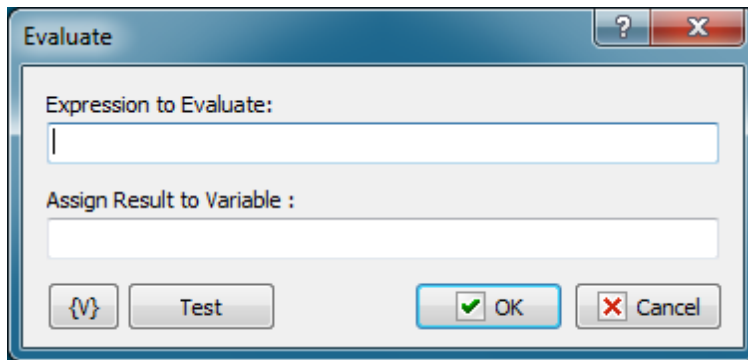 Evaluate
?
Expression to Evaluate:
Assign Result to Variable :
{V} Test OK Cancel